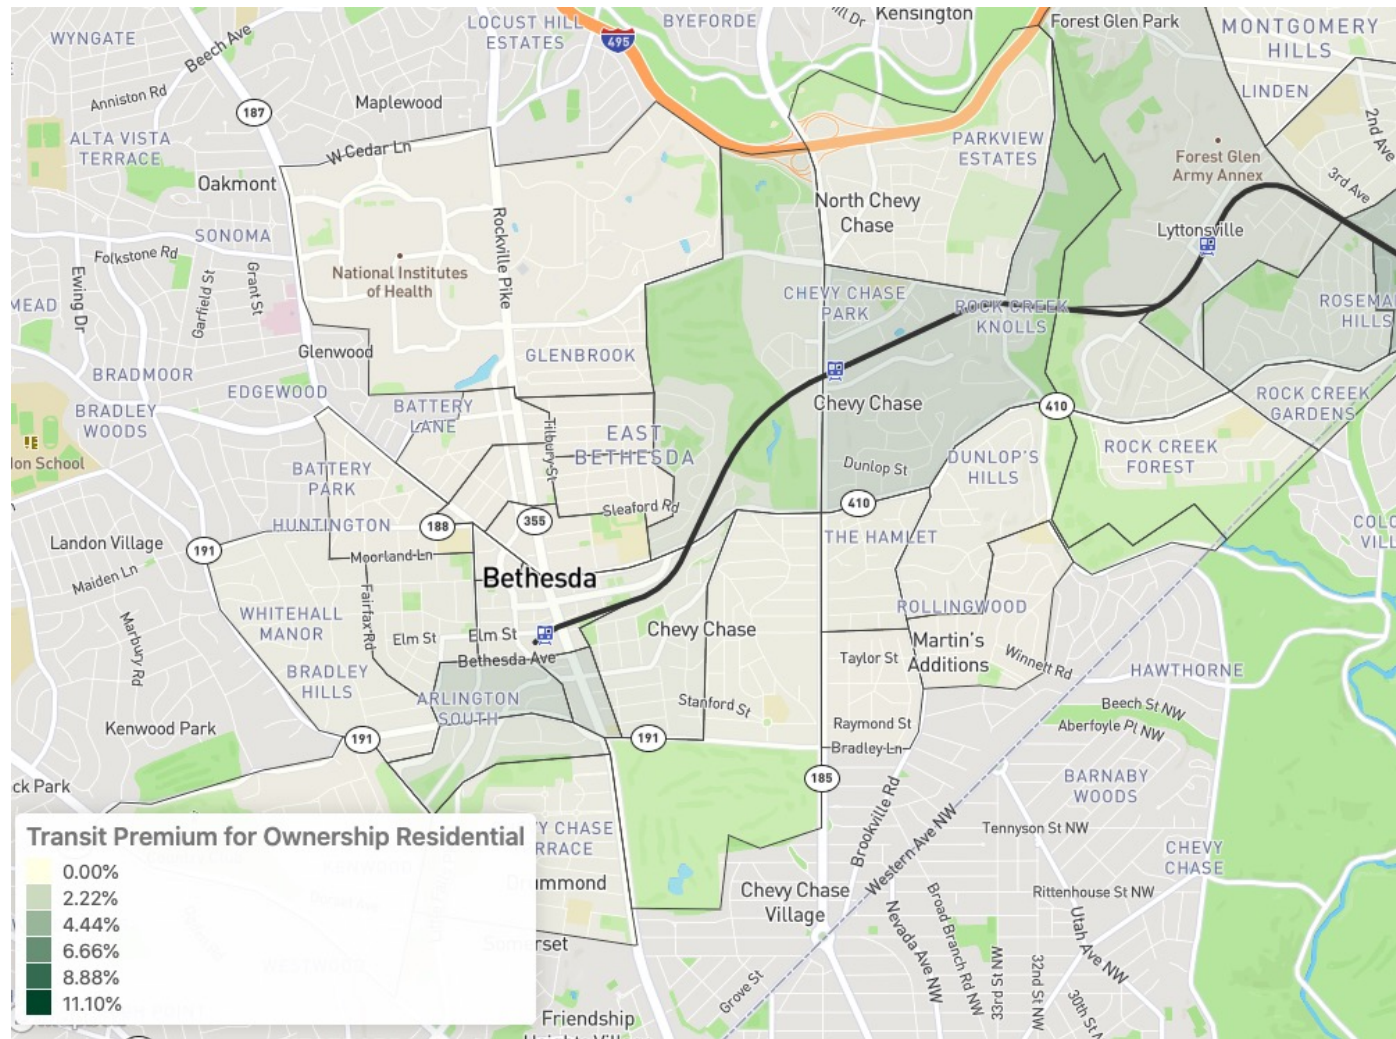 LOCUST HILL
ESTATES
BYEFORDE
Kensington
Forest Glen Park
MONTGOMERY
HILLS
WYNGATE
Beech Ave
495
LINDEN
Anniston Rd
Maplewood
187
2nd Ave
ALTA VISTA
TERRACE
W Cedar Ln
PARKVIEW
ESTATES
Forest Glen
Army Annex
3rd Ave
Oakmont
North Chevy
Chase
Lyttonsville
SONOMA
Rockville Pike
Folkstone Rd
National Institutes
of Health
Ewing Dr
Garfield St
Grant St
MEAD
CHEVY CHASE
PARK
ROCK CREEK
KNOLLS
ROSEMA
HILLS
Glenwood
GLENBROOK
BRADMOOR
EDGEWOOD
BATTERY
LANE
Chevy Chase
410
ROCK CREEK
GARDENS
BRADLEY
WOODS
Tilbury St
EAST
BETHESDA
ROCK CREEK
FOREST
on School
BATTERY
PARK
Dunlop St
DUNLOP'S
HILLS
Sleaford Rd
410
HUNTINGTON
188
355
THE HAMLET
COLO
VILL
Landon Village
191
Moorland Ln
Maiden Ln
Bethesda
Fairfax Rd
WHITEHALL
MANOR
Marbury Rd
ROLLINGWOOD
Elm St
Elm St
Chevy Chase
Martin's
Additions
Taylor St
Winnett Rd
Bethesda Ave
BRADLEY
HILLS
HAWTHORNE
ARLINGTON
SOUTH
Stanford St
Beech St NW
Aberfoyle Pl NW
Kenwood Park
Raymond St
191
191
Bradley Ln
185
ck Park
BARNABY
WOODS
Brookville Rd
Western Ave NW
Tennyson St NW
Transit Premium for Ownership Residential
0.00%
2.22%
4.44%
6.66%
8.88%
11.10%
Y CHASE
RRACE
CHEVY
CHASE
Drummond
Chevy Chase
Village
Rittenhouse St NW
Nevada Ave NW
Broad Branch Rd NW
Utah Ave NW
Somerset
33rd St NW
32nd St NW
30th St
Grove St
Friendship